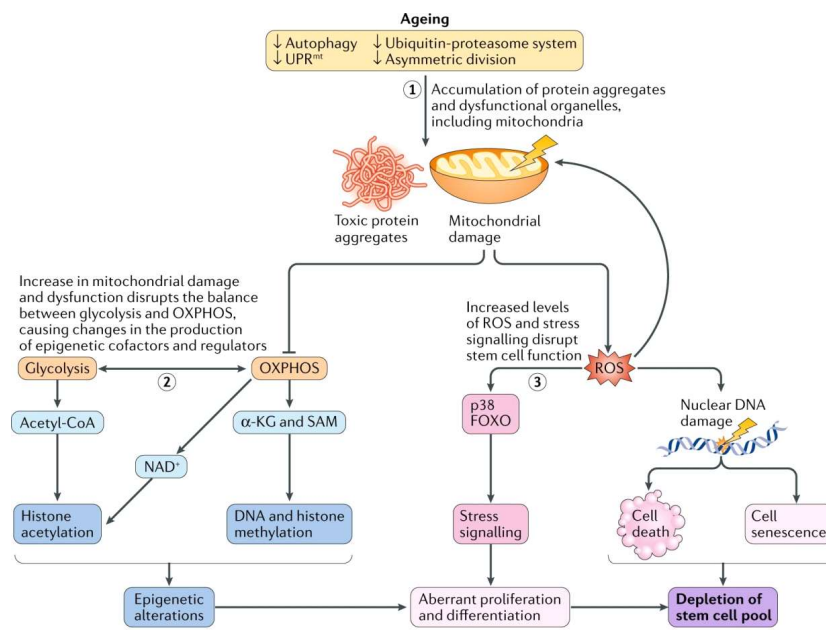 Ageing
↓ Autophagy ↓ Ubiquitin-proteasome system
↓ UPRᵐᵗ ↓ Asymmetric division
1 Accumulation of protein aggregates
and dysfunctional organelles,
including mitochondria
Toxic protein
aggregates
Mitochondrial
damage
Increase in mitochondrial damage
and dysfunction disrupts the balance
between glycolysis and OXPHOS,
causing changes in the production
of epigenetic cofactors and regulators
Increased levels
of ROS and stress
signalling disrupt
stem cell function
Glycolysis
2
OXPHOS
3
ROS
Acetyl-CoA
α-KG and SAM
NAD⁺
p38
FOXO
Nuclear DNA
damage
Histone
acetylation
DNA and histone
methylation
Stress
signalling
Cell
death
Cell
senescence
Epigenetic
alterations
Aberrant proliferation
and differentiation
Depletion of
stem cell pool